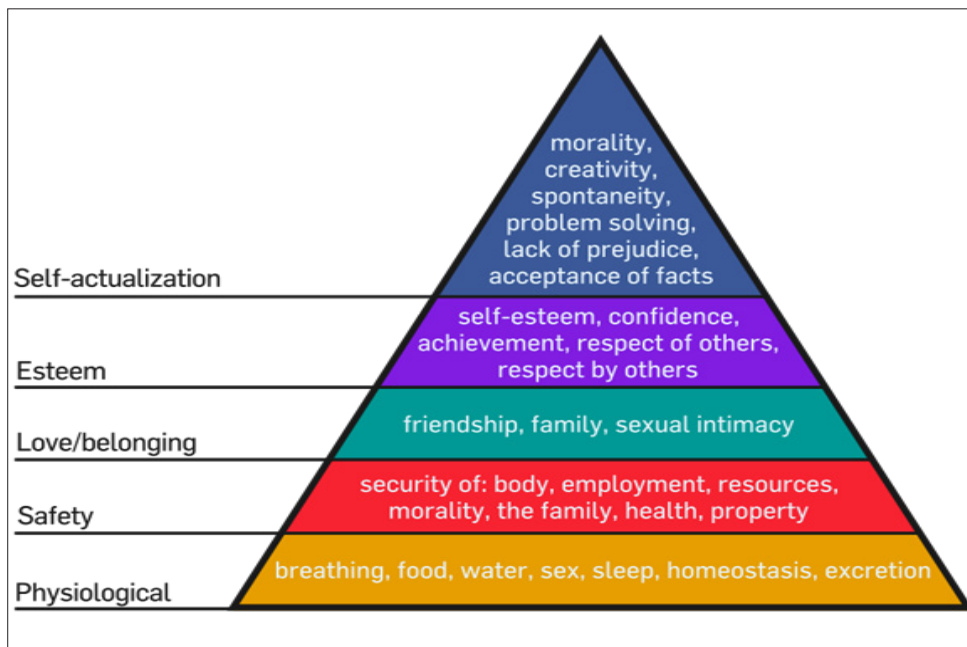 morality,
creativity,
spontaneity,
problem solving,
lack of prejudice,
acceptance of facts
Self-actualization
self-esteem, confidence,
achievement, respect of others,
respect by others
Esteem
friendship, family, sexual intimacy
Love/belonging
security of: body, employment, resources,
morality, the family, health, property
Safety
breathing, food, water, sex, sleep, homeostasis, excretion
Physiological